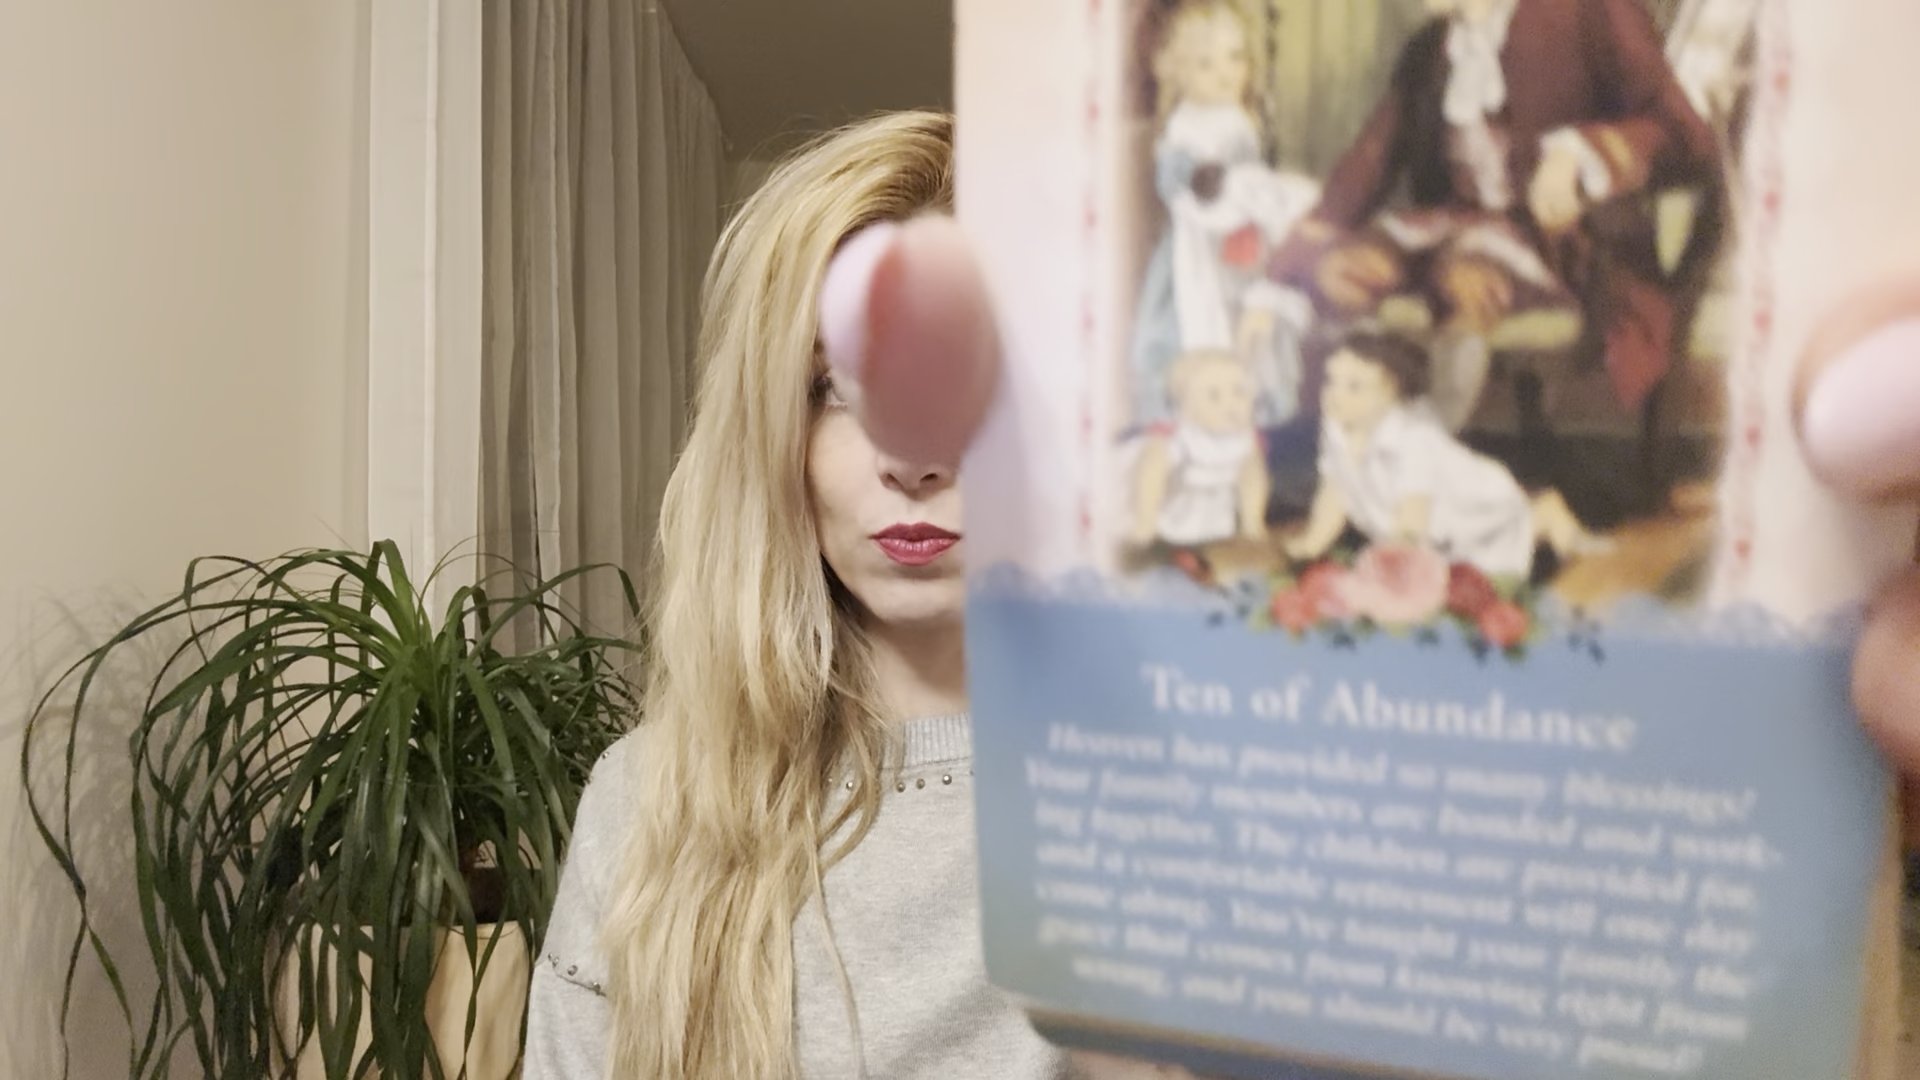 Ten of Abundance
Heaven has provided so many blessings!
Your family members are bonded and work-
ing together. The children are provided for,
and a comfortable retirement will one day
come along. You've taught your family the
grace that comes from knowing right from
wrong, and you should be very proud!